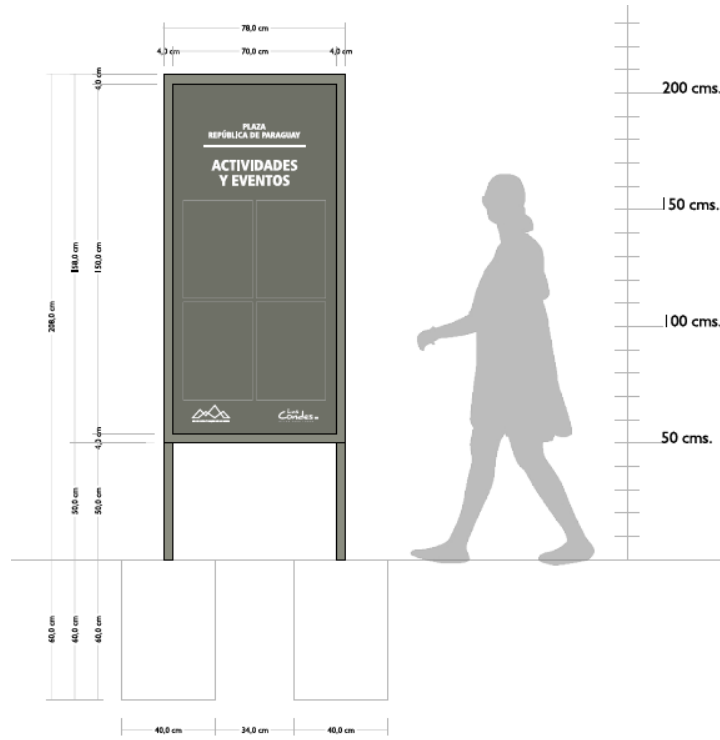 78,0 cm
4,0 cm
70,0 cm
4,0 cm
4,0 cm
200 cms.
PLAZA
REPÚBLICA DE PARAGUAY
ACTIVIDADES
Y EVENTOS
150 cms.
158,0 cm
150,0 cm
208,0 cm
100 cms.
Las
Condes
4,0 cm
50 cms.
50,0 cm
50,0 cm
60,0 cm
60,0 cm
60,0 cm
40,0 cm
34,0 cm
40,0 cm